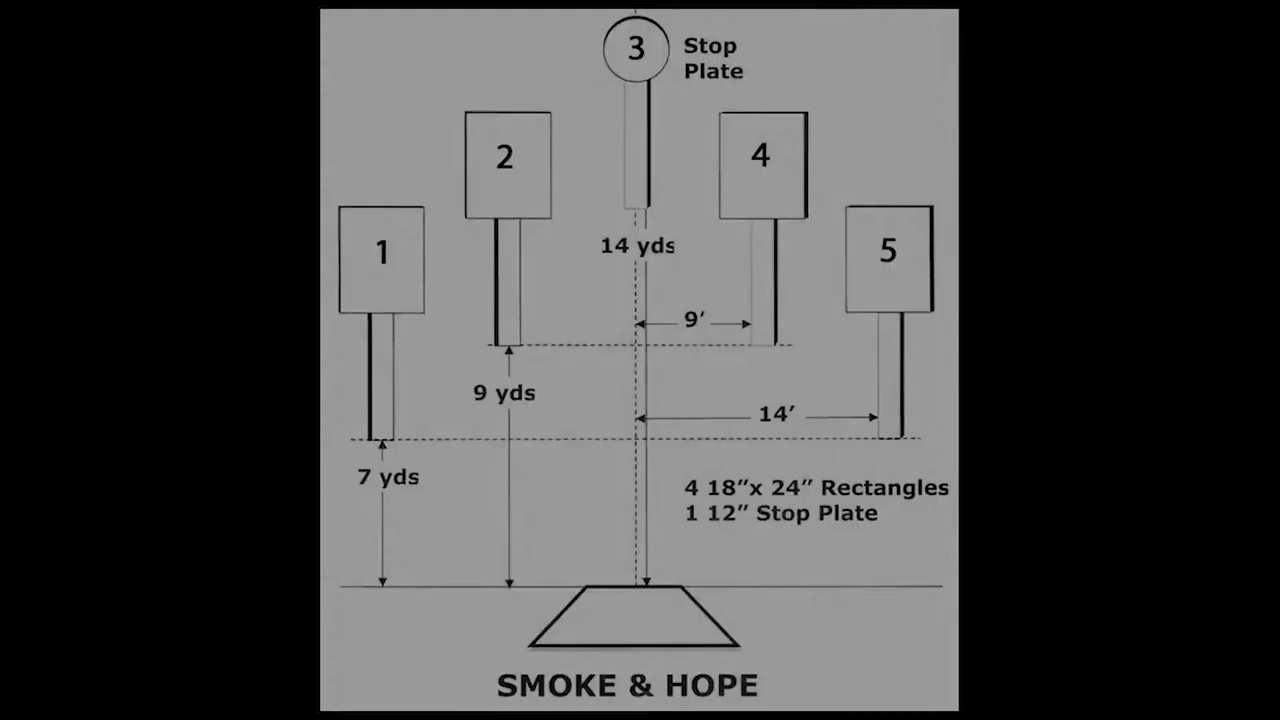 3
Stop
Plate
2
4
1
5
14 yds
9’
9 yds
14’
7 yds
4 18”x 24” Rectangles
1 12” Stop Plate
SMOKE & HOPE